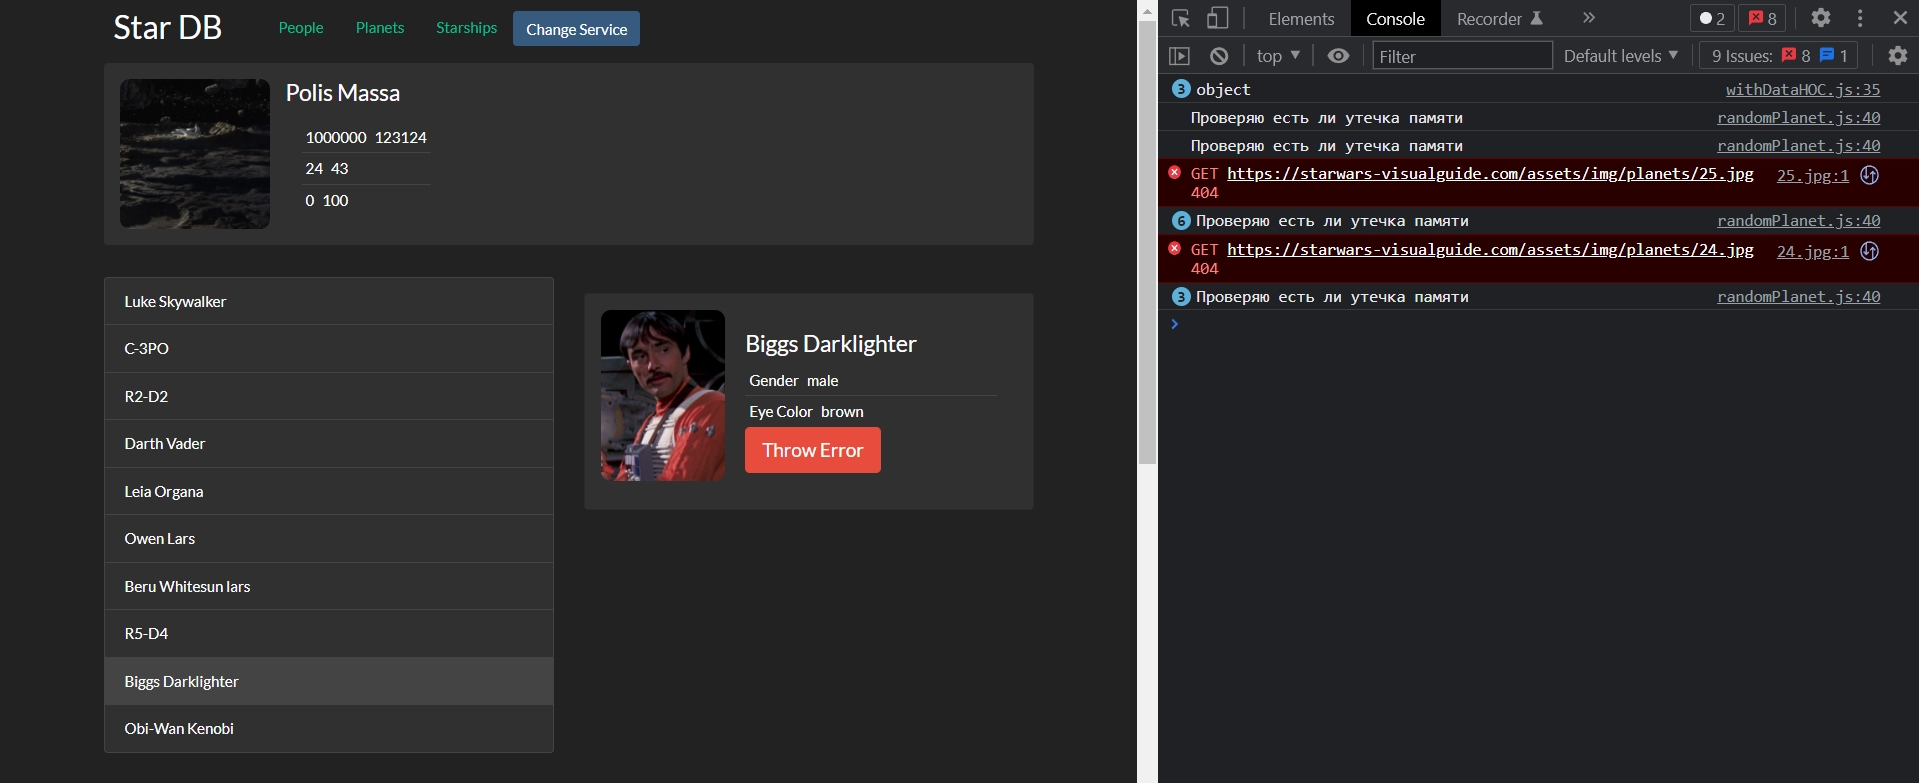 Star DB People Planets Starships Change Service
Polis Massa
1000000 123124
24 43
0 100
Luke Skywalker
C-3PO
R2-D2
Darth Vader
Leia Organa
Owen Lars
Beru Whitesun lars
R5-D4
Biggs Darklighter
Obi-Wan Kenobi
Biggs Darklighter
Gender male
Eye Color brown
Throw Error
Elements Console Recorder 2 8
top Filter Default levels 9 Issues: 8 1
3 object withDataHOC.js:35
Проверяю есть ли утечка памяти randomPlanet.js:40
Проверяю есть ли утечка памяти randomPlanet.js:40
GET https://starwars-visualguide.com/assets/img/planets/25.jpg 25.jpg:1
404
6 Проверяю есть ли утечка памяти randomPlanet.js:40
GET https://starwars-visualguide.com/assets/img/planets/24.jpg 24.jpg:1
404
3 Проверяю есть ли утечка памяти randomPlanet.js:40